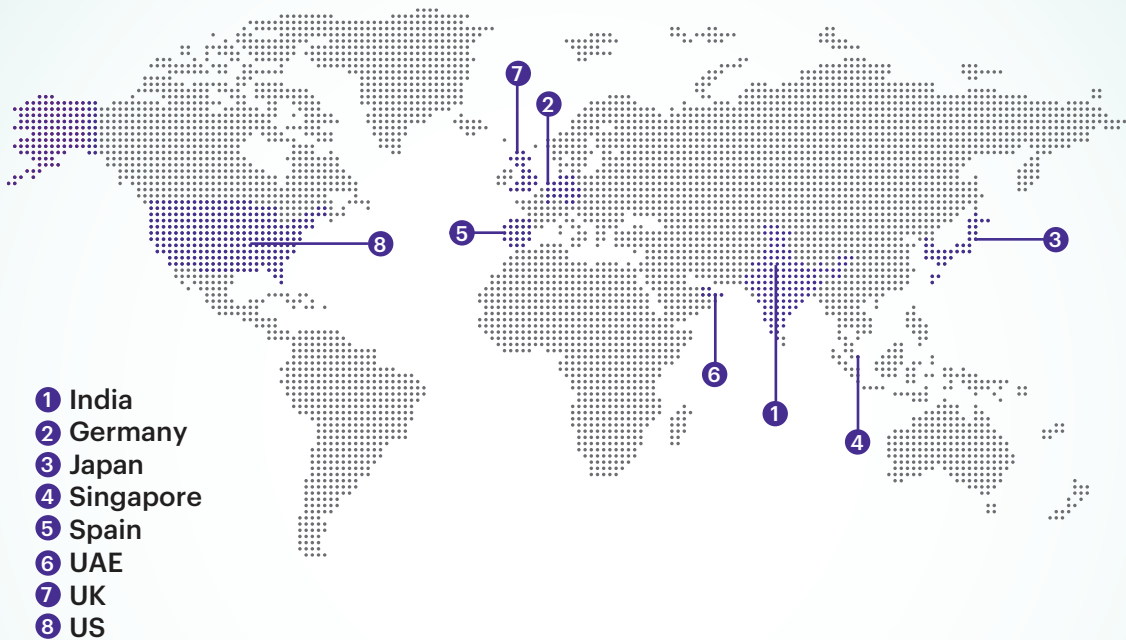 7
2
5
8
3
6
1
4
1 India
2 Germany
3 Japan
4 Singapore
5 Spain
6 UAE
7 UK
8 US